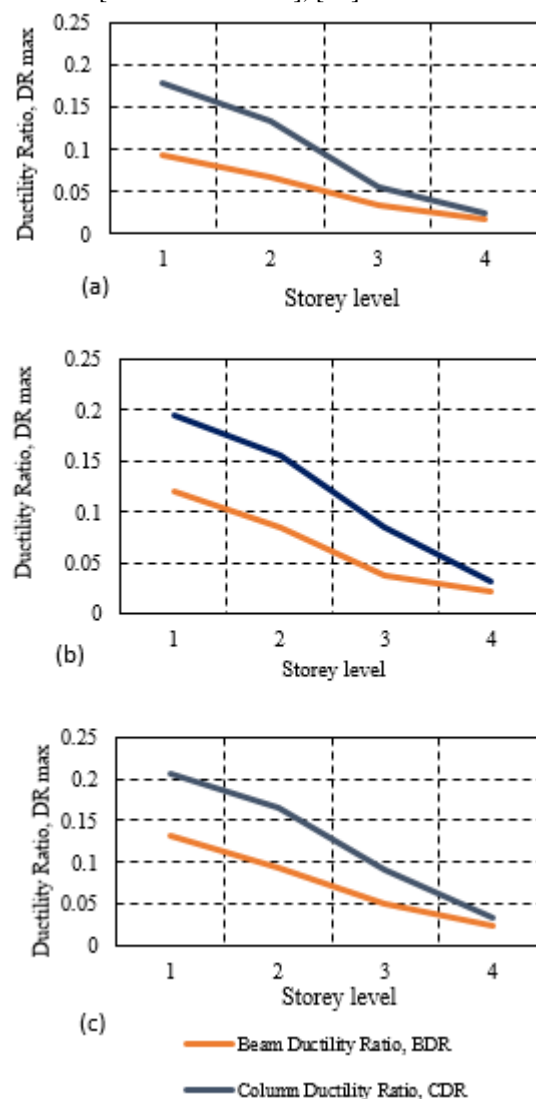 0.25
0.2
0.15
0.1
0.05
0
Ductility Ratio, DR max
1 2 3 4
(a)
Storey level
0.25
0.2
0.15
0.1
0.05
0
Ductility Ratio, DR max
1 2 3 4
(b)
Storey level
0.25
0.2
0.15
0.1
0.05
0
Ductility Ratio, DR max
1 2 3 4
Storey level
(c)
Beam Ductility Ratio, BDR
Column Ductility Ratio, CDR